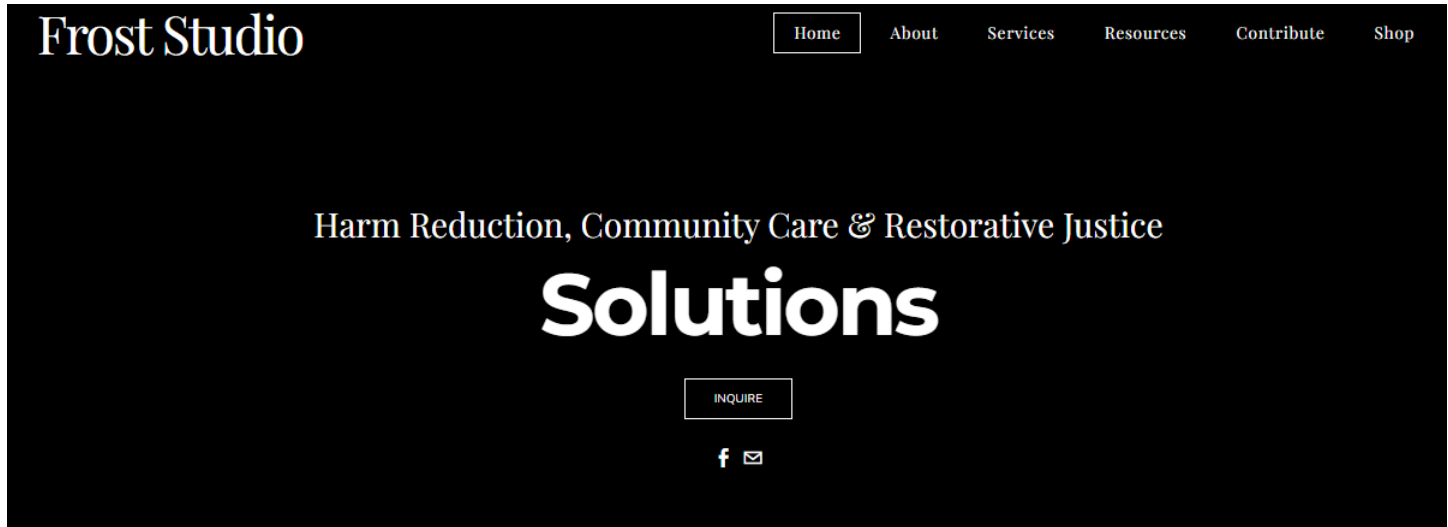 Frost Studio
Home About Services Resources Contribute Shop
Harm Reduction, Community Care & Restorative Justice
Solutions
INQUIRE